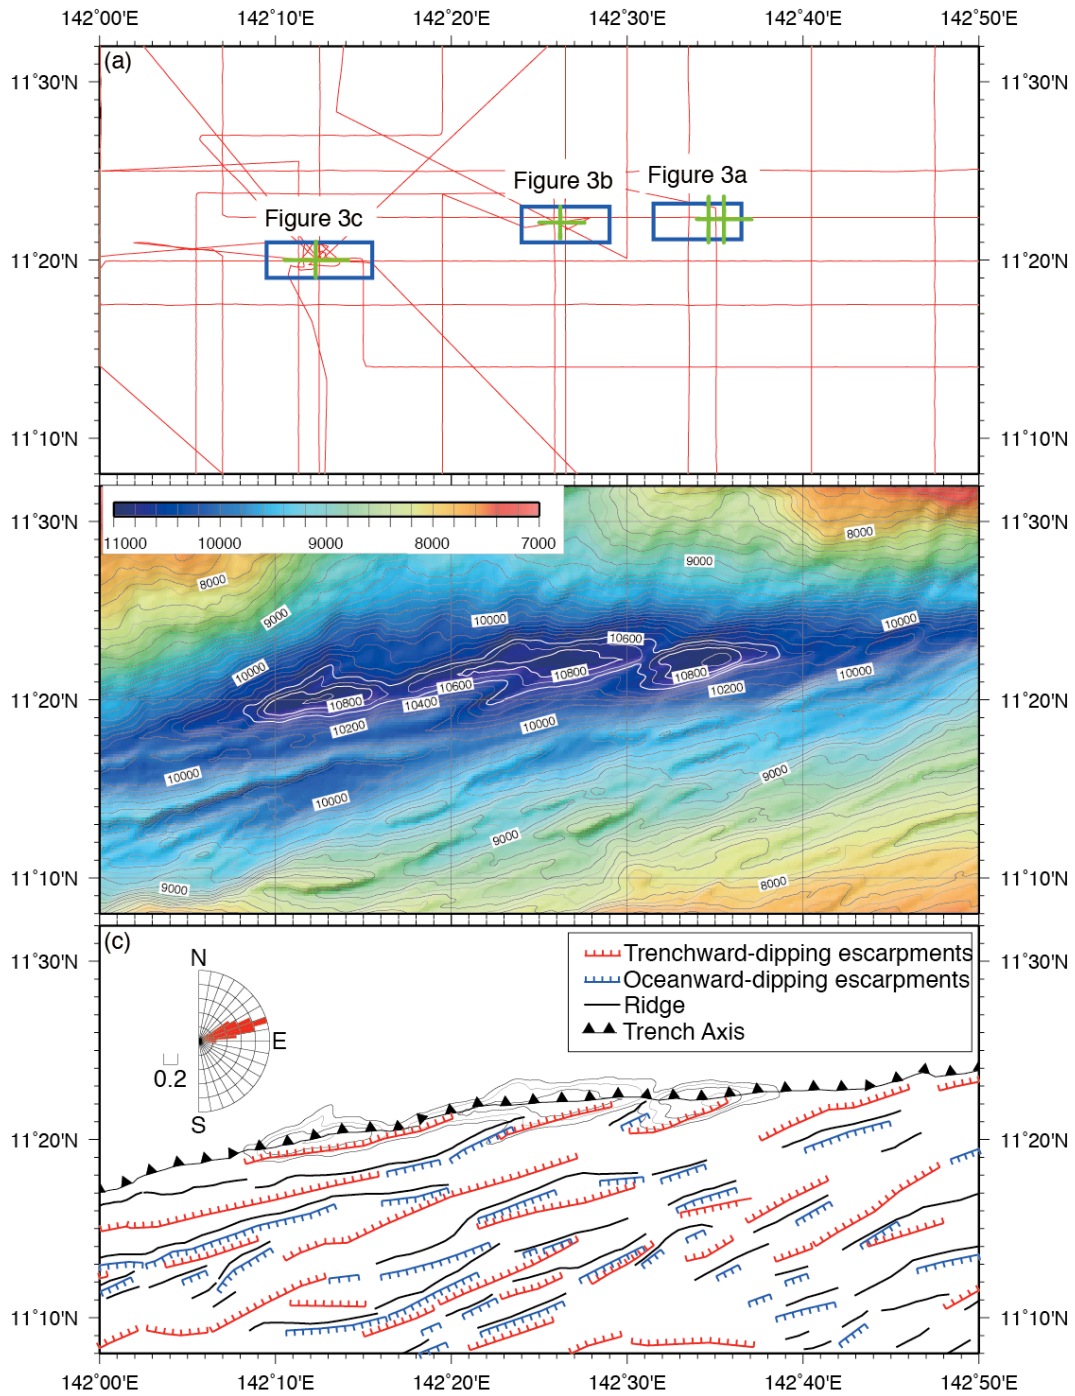 142°00'E 142°10'E 142°20'E 142°30'E 142°40'E 142°50'E
(a)
11°30'N 11°30'N
Figure 3b Figure 3a
Figure 3c
11°20'N 11°20'N
11°10'N 11°10'N
11000 10000 9000 8000 7000
11°30'N 11°30'N
8000
9000
8000
9000
10000
10000
10600
10000
10800
10800
10000
10600
10200
10800
10400
10200
10000
10000
9000
10000
9000
11°20'N 11°20'N
11°10'N 11°10'N
8000
9000
(c)
N
E
S
0.2
Trenchward-dipping escarpments
Oceanward-dipping escarpments
Ridge
Trench Axis
11°30'N 11°30'N
11°20'N 11°20'N
11°10'N 11°10'N
142°00'E 142°10'E 142°20'E 142°30'E 142°40'E 142°50'E